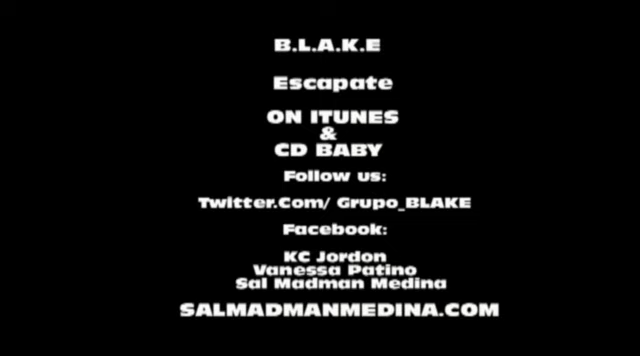 B.L.A.K.E
Escapate
ON ITUNES
&
CD BABY
Follow us:
Twitter.Com/ Grupo_BLAKE
Facebook:
KC Jordon
Vanessa Patino
Sal Madman Medina
SALMADMANMEDINA.COM